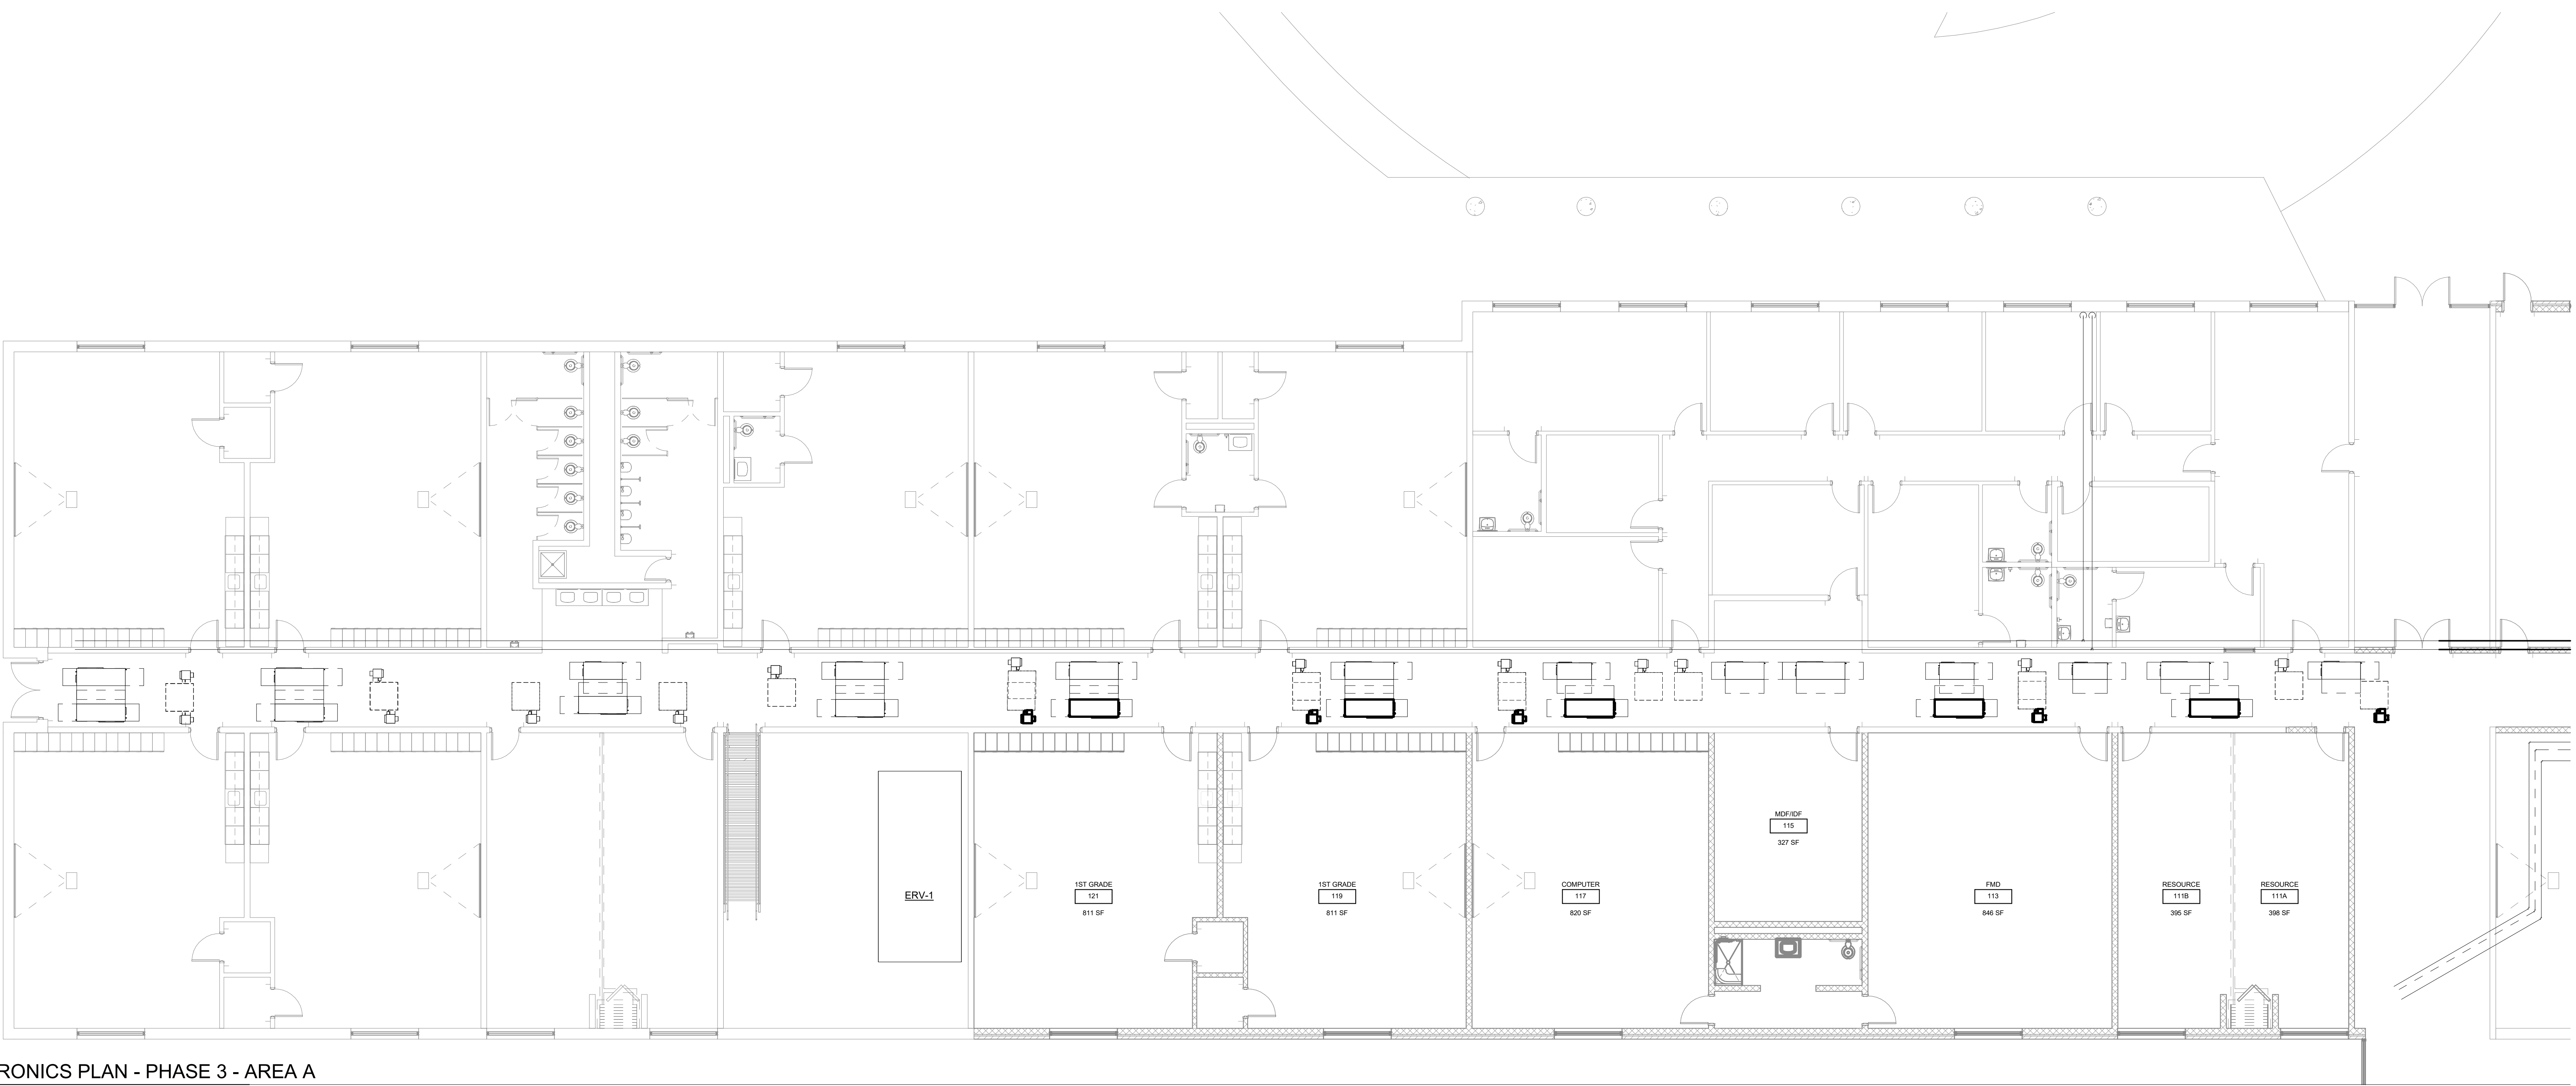 MDF/IDF
115
327 SF
1ST GRADE
121
811 SF
1ST GRADE
119
811 SF
COMPUTER
117
820 SF
FMD
113
846 SF
RESOURCE
111B
395 SF
RESOURCE
111A
398 SF
ERV-1
RONICS PLAN - PHASE 3 - AREA A